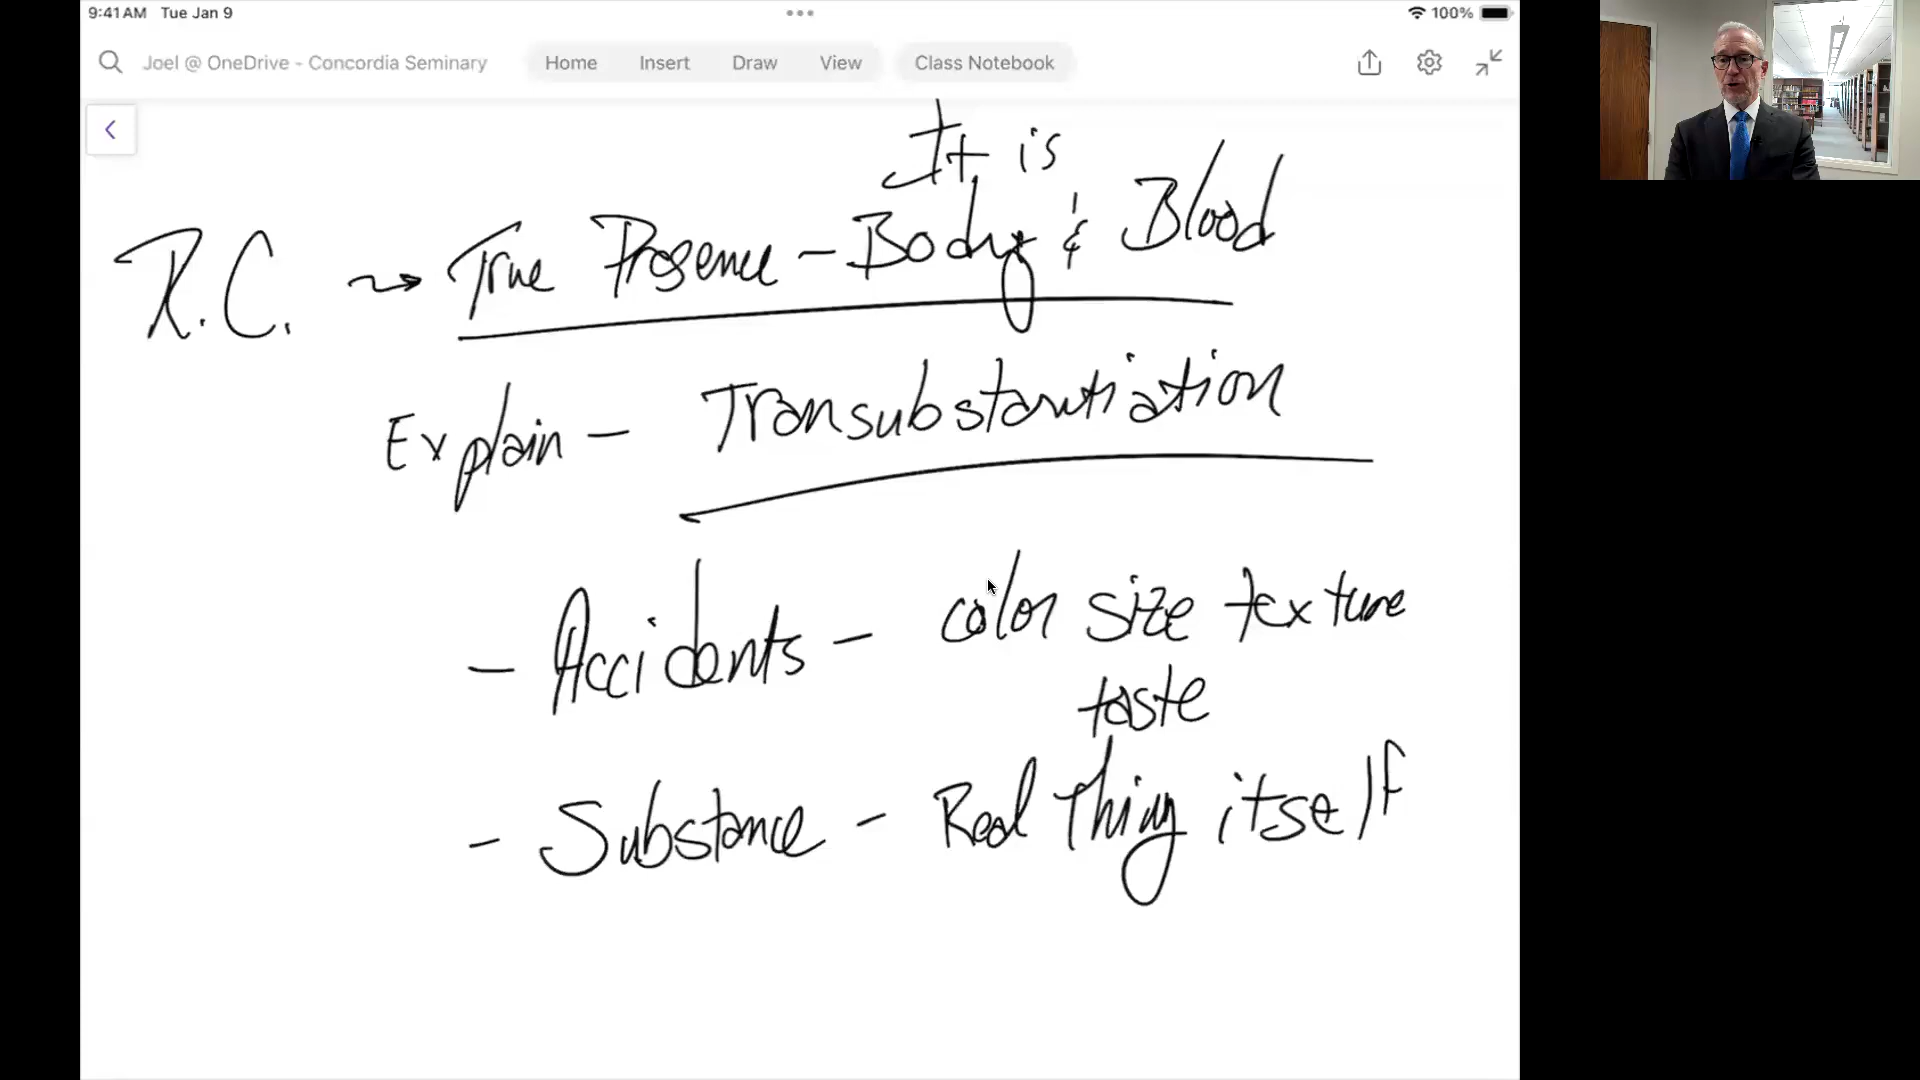 9:41 AM Tue Jan 9
100%
Joel @ OneDrive - Concordia Seminary Home Insert Draw View Class Notebook
It is
R.C. → True Presence - Body & Blood
Explain - Transubstantiation
- Accidents - color size texture
taste
- Substance - Real Thing itself